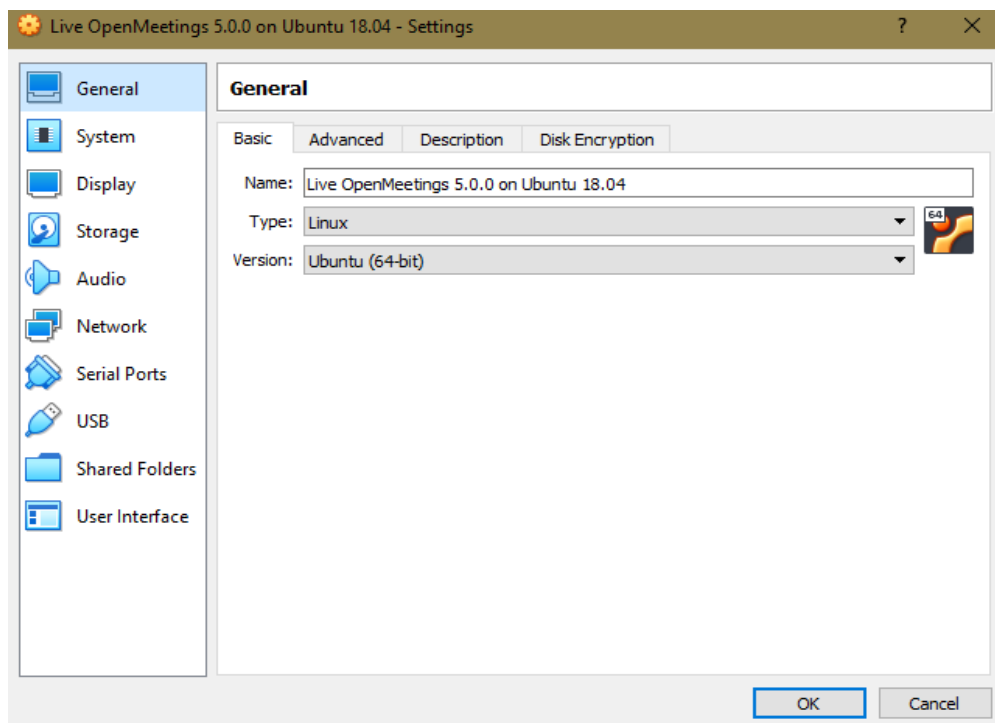 Live OpenMeetings 5.0.0 on Ubuntu 18.04 - Settings ?
General
System
Display
Storage
Audio
Network
Serial Ports
USB
Shared Folders
User Interface
General
Basic Advanced Description Disk Encryption
Name: Live OpenMeetings 5.0.0 on Ubuntu 18.04
Type: Linux
64
Version: Ubuntu (64-bit)
OK Cancel